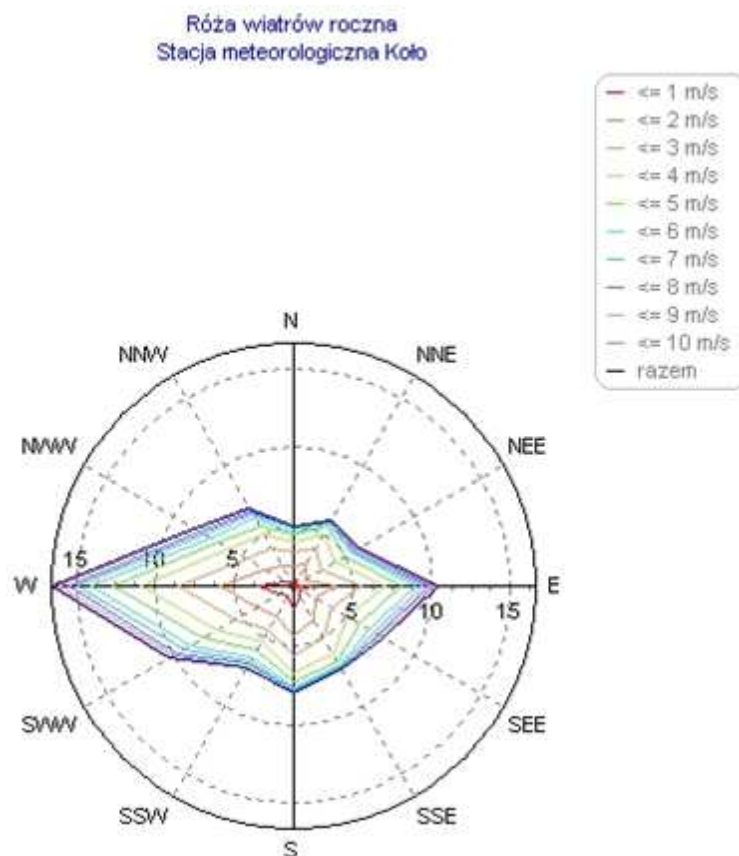 Róża wiatrów roczna
Stacja meteorologiczna Koło
<= 1 m/s
<= 2 m/s
<= 3 m/s
<= 4 m/s
<= 5 m/s
<= 6 m/s
<= 7 m/s
<= 8 m/s
<= 9 m/s
<= 10 m/s
razem
N
NNW
NNE
NWW
NEE
15 10 5
W
E
5 10 15
SWW
SEE
SSW
SSE
S